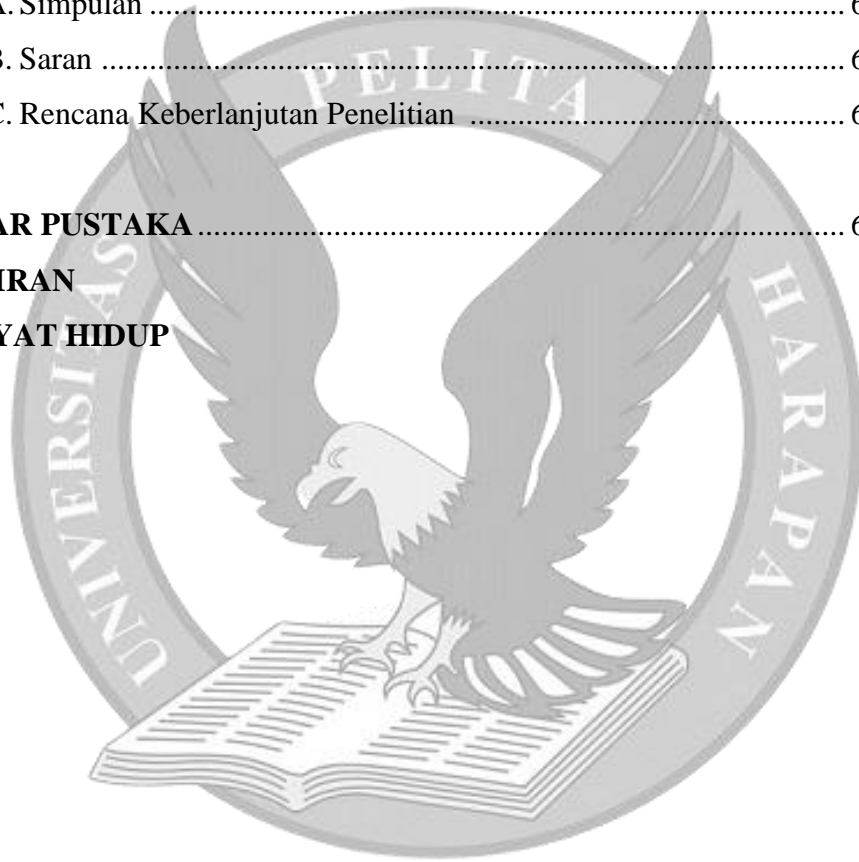 A. Simpulan ........................................................................................ 6
B. Saran .............................................................................................. 6
C. Rencana Keberlanjutan Penelitian ............................................... 6
AR PUSTAKA ................................................................................. 6
IRAN
YAT HIDUP
UNIVERSITAS PELITA HARAPAN